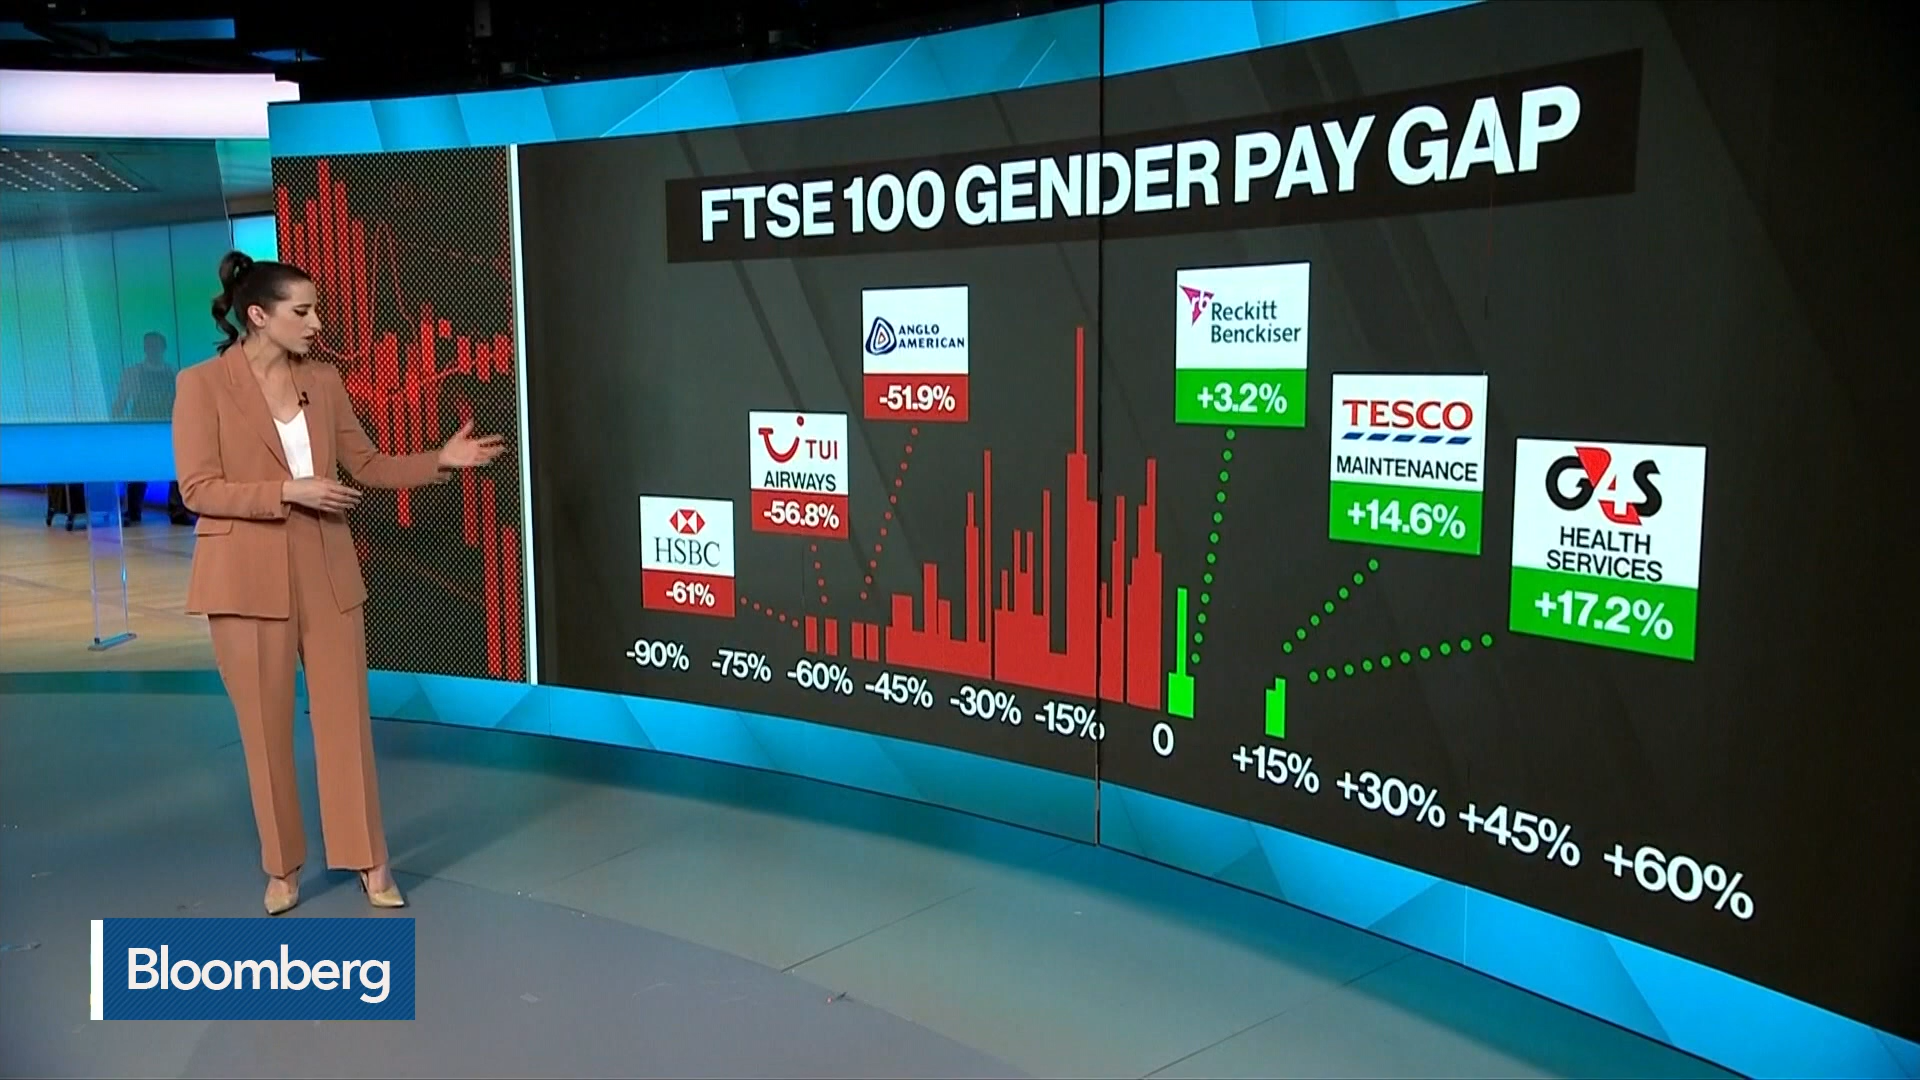 FTSE 100 GENDER PAY GAP
ANGLO
AMERICAN
-51.9%
rb
Reckitt
Benckiser
+3.2%
TUI
AIRWAYS
-56.8%
TESCO
MAINTENANCE
+14.6%
HSBC
-61%
G4S
HEALTH
SERVICES
+17.2%
-90% -75% -60% -45% -30% -15% 0 +15% +30% +45% +60%
Bloomberg